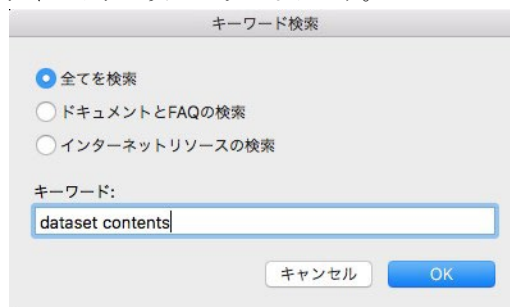 キーワード検索
全てを検索
ドキュメントとFAQの検索
インターネットリソースの検索
キーワード:
dataset contents
キャンセル OK